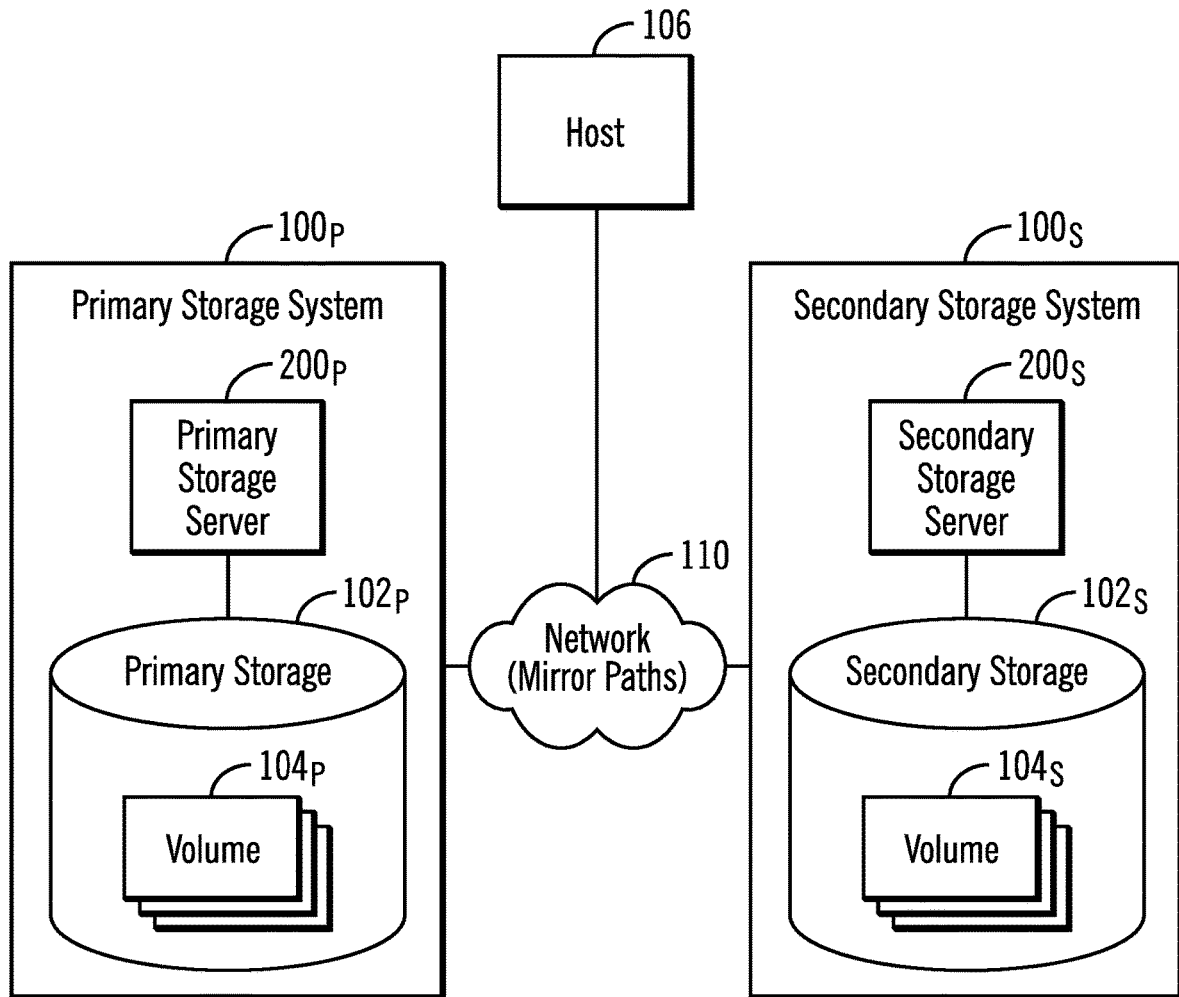 106
Host
100P
Primary Storage System
200P
Primary
Storage
Server
102P
Primary Storage
104P
Volume
110
Network
(Mirror Paths)
100S
Secondary Storage System
200S
Secondary
Storage
Server
102S
Secondary Storage
104S
Volume